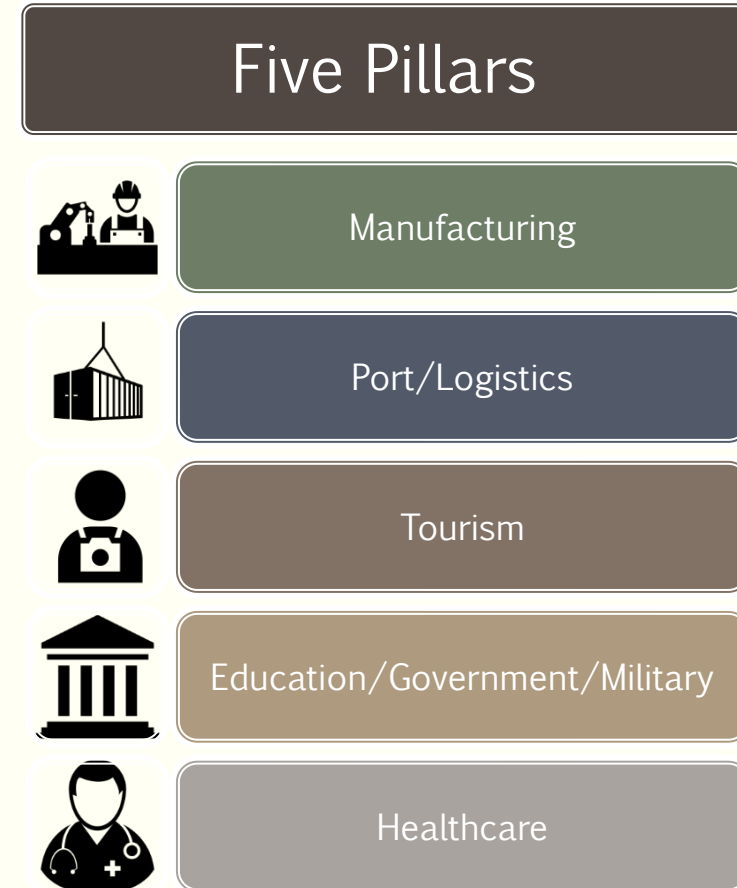 Five Pillars
Manufacturing
Port/Logistics
Tourism
Education/Government/Military
Healthcare